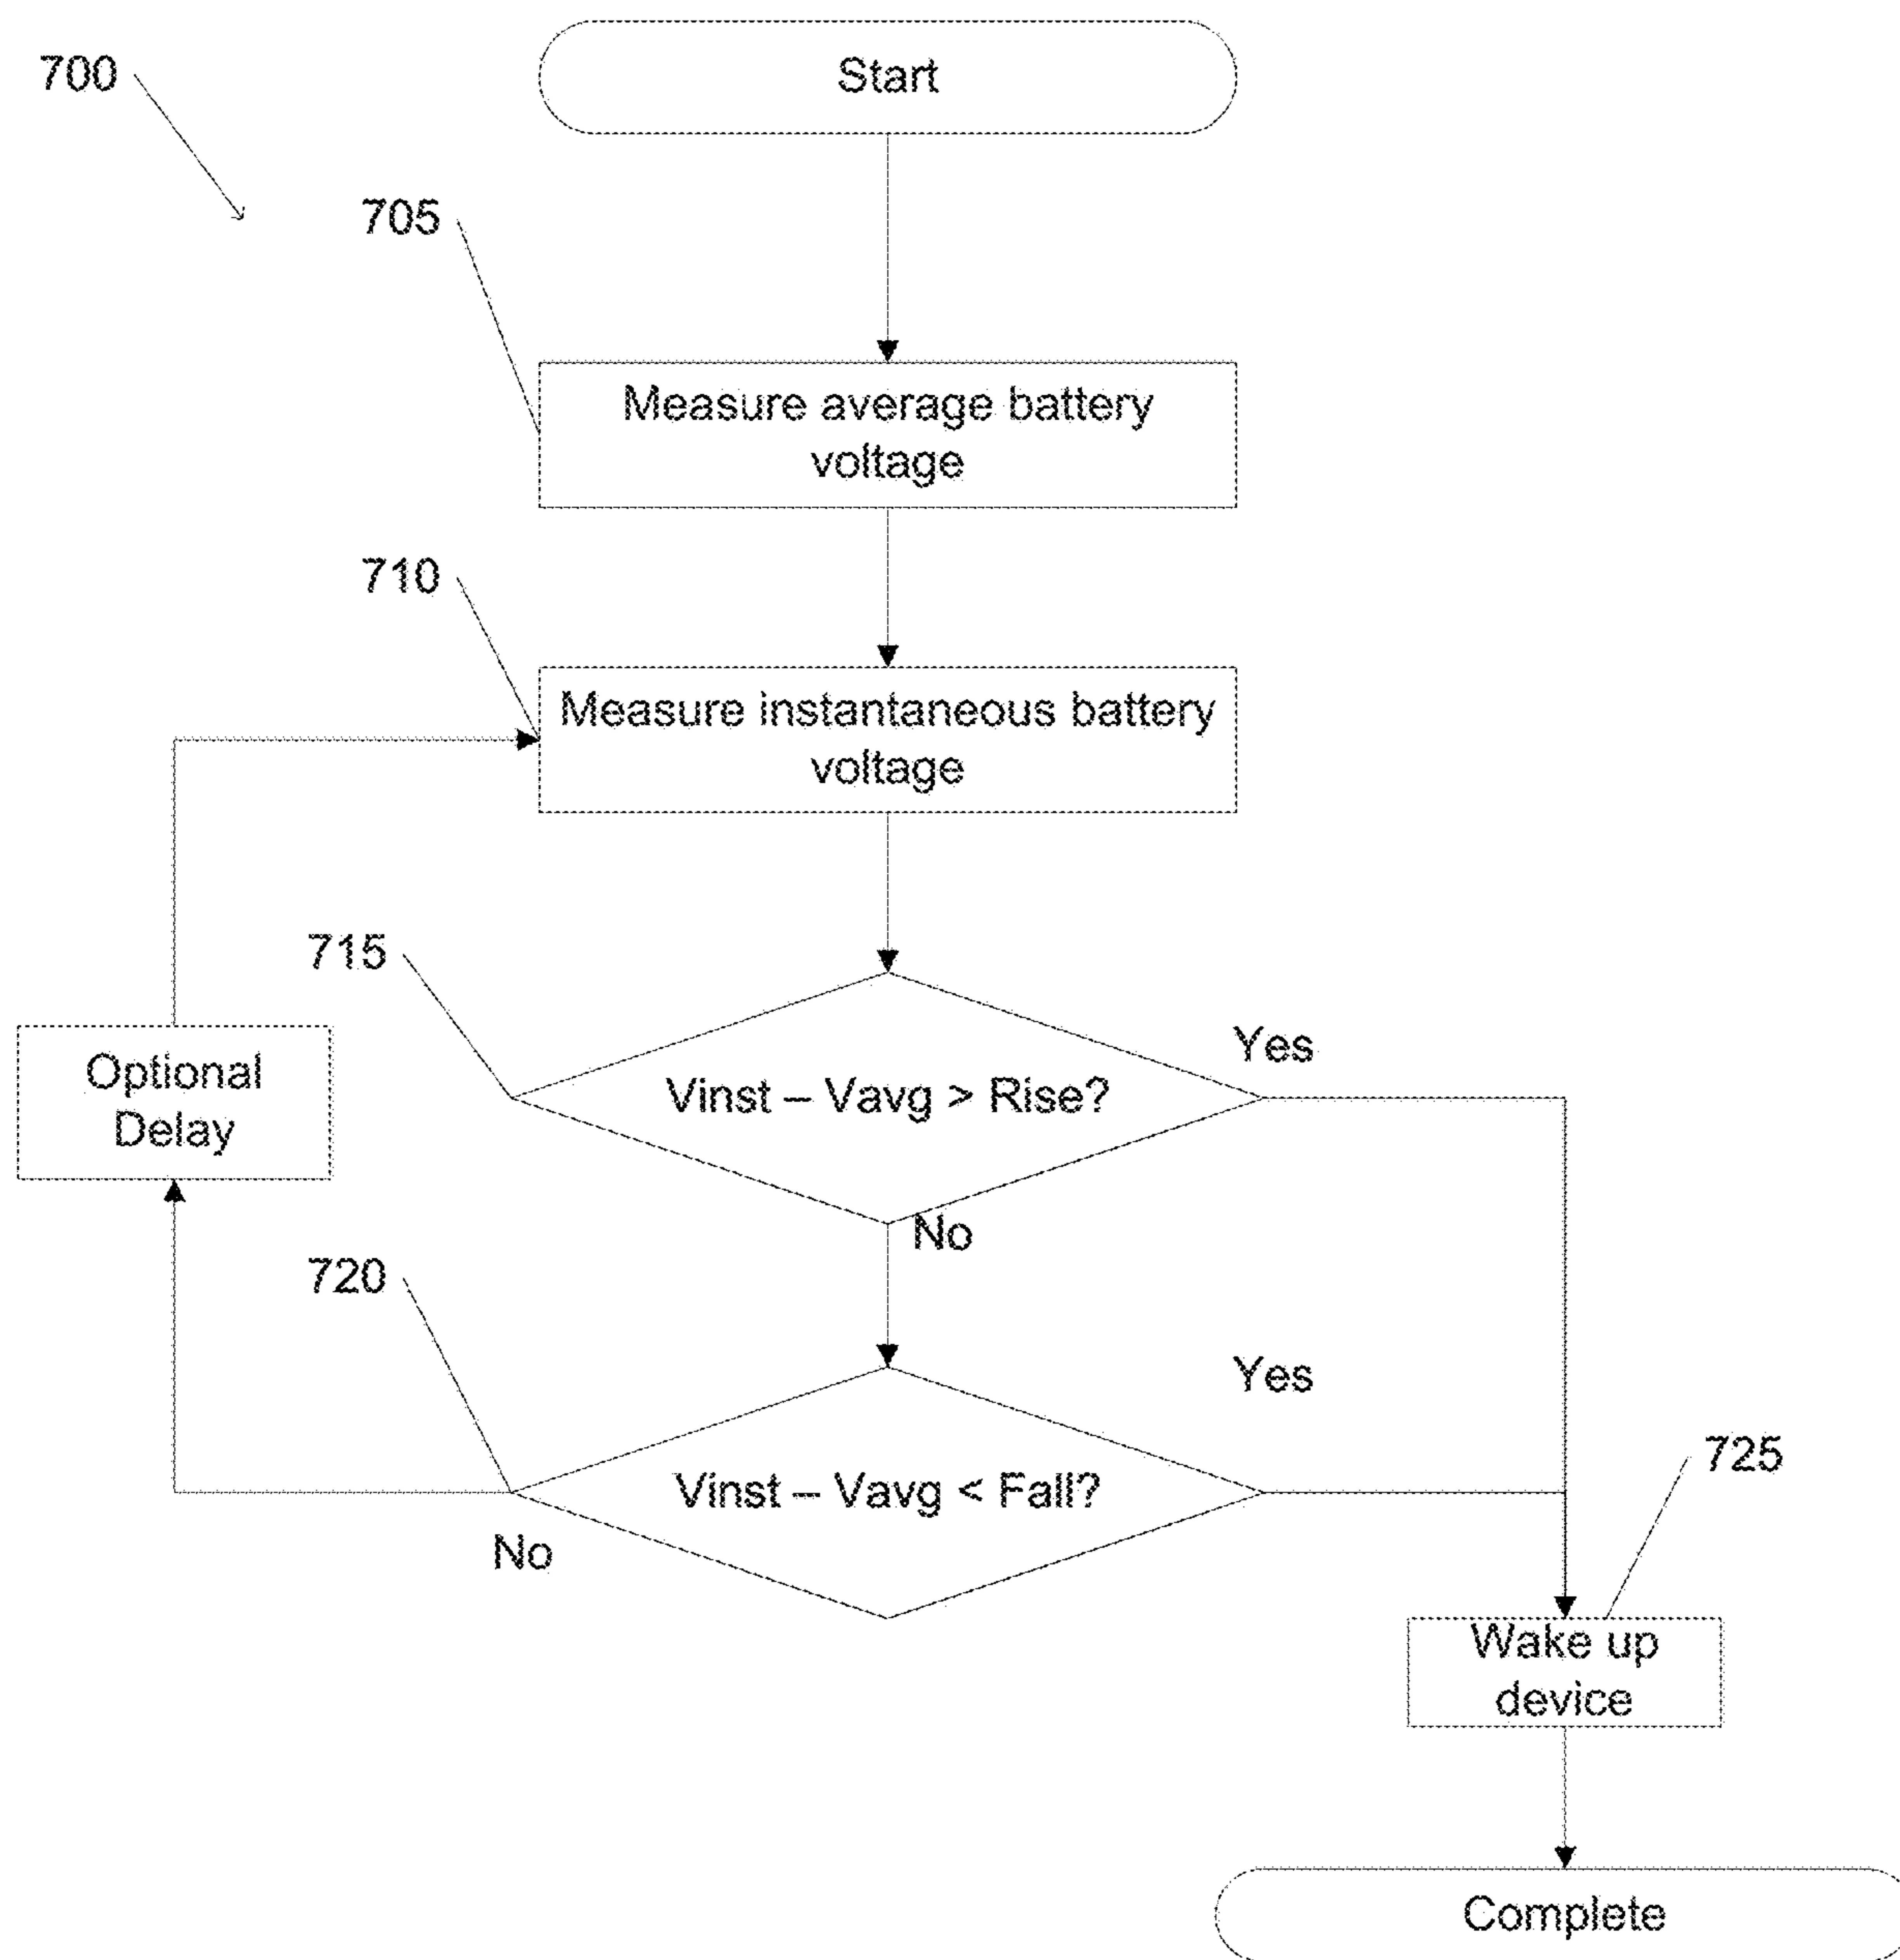 700
Start
705
Measure average battery
voltage
710
Measure instantaneous battery
voltage
715
Yes
Optional
Delay
Vinst – Vavg > Rise?
No
720
Yes
725
Vinst – Vavg < Fall?
No
Wake up
device
Complete